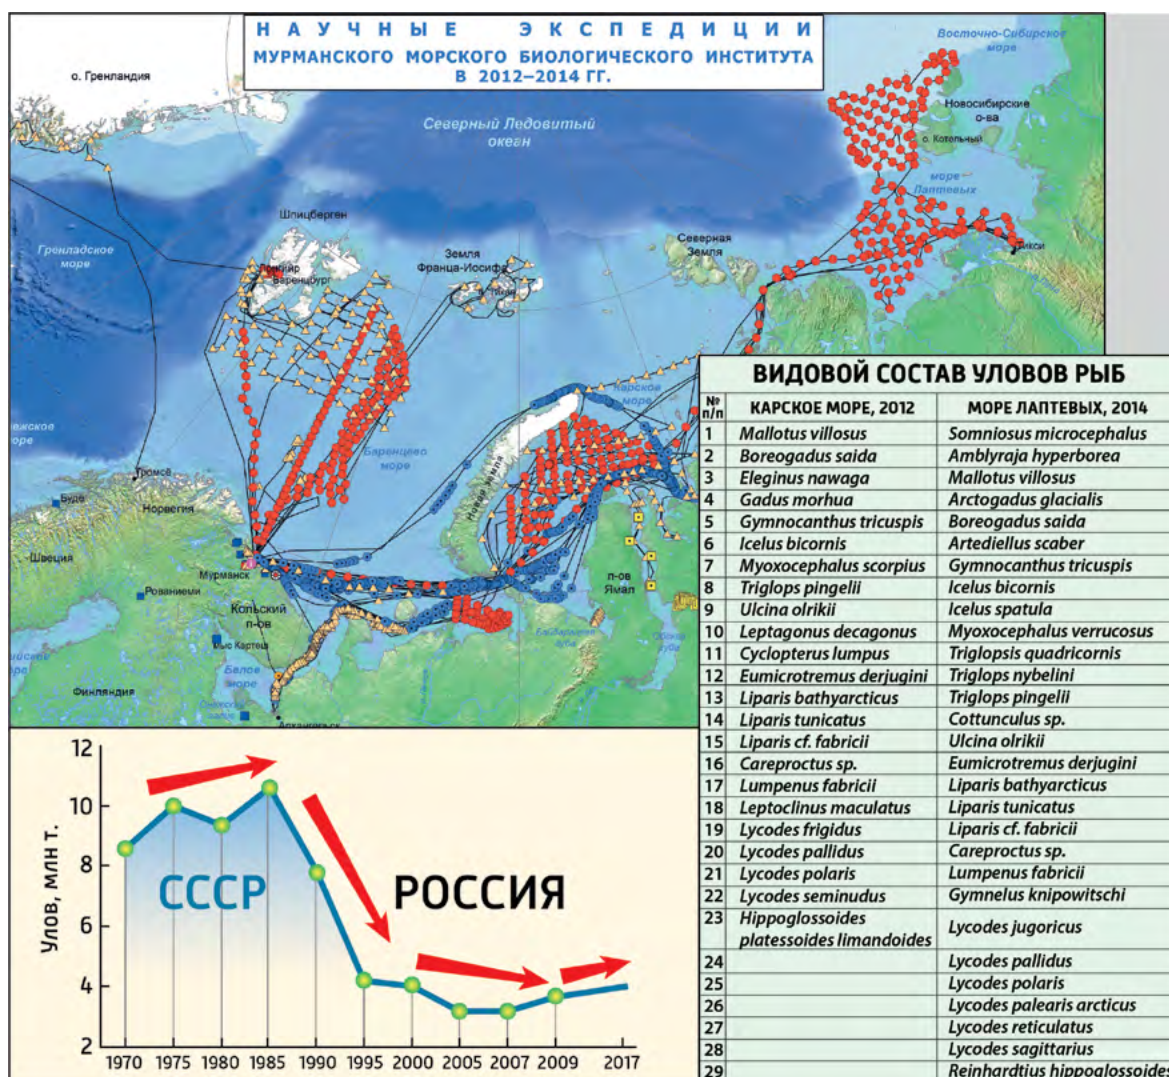 НАУЧНЫЕ ЭКСПЕДИЦИИ
МУРМАНСКОГО МОРСКОГО БИОЛОГИЧЕСКОГО ИНСТИТУТА
В 2012–2014 ГГ.
о. Гренландия
Восточно-Сибирское
море
Новосибирские
о-ва
о. Котельный
Северный Ледовитый
океан
море
Лаптевых
Тикси
Шпицберген
Северная
Земля
Земля
Франца-Иосифа
Гренладское
море
Баренцбург
Карское
море
Баренцево
море
Новая земля
Тромсё
Буде
Норвегия
Швеция
Мурманск
Рованиеми
Кольский
п-ов
п-ов
Ямал
Мыс Картеш
Белое
море
Финляндия
Архангельск
ВИДОВОЙ СОСТАВ УЛОВОВ РЫБ
№ п/п КАРСКОЕ МОРЕ, 2012 МОРЕ ЛАПТЕВЫХ, 2014
1 Mallotus villosus Somniosus microcephalus
2 Boreogadus saida Amblyraja hyperborea
3 Eleginus nawaga Mallotus villosus
4 Gadus morhua Arctogadus glacialis
5 Gymnocanthus tricuspis Boreogadus saida
6 Icelus bicornis Artediellus scaber
7 Myoxocephalus scorpius Gymnocanthus tricuspis
8 Triglops pingelii Icelus bicornis
9 Ulcina olrikii Icelus spatula
10 Leptagonus decagonus Myoxocephalus verrucosus
11 Cyclopterus lumpus Triglopsis quadricornis
12 Eumicrotremus derjugini Triglops nybelini
13 Liparis bathyarcticus Triglops pingelii
14 Liparis tunicatus Cottunculus sp.
15 Liparis cf. fabricii Ulcina olrikii
16 Careproctus sp. Eumicrotremus derjugini
17 Lumpenus fabricii Liparis bathyarcticus
18 Leptoclinus maculatus Liparis tunicatus
19 Lycodes frigidus Liparis cf. fabricii
20 Lycodes pallidus Careproctus sp.
21 Lycodes polaris Lumpenus fabricii
22 Lycodes seminudus Gymnelus knipowitschi
23 Hippoglossoides platessoides limandoides Lycodes jugoricus
24 Lycodes pallidus
25 Lycodes polaris
26 Lycodes palearis arcticus
27 Lycodes reticulatus
28 Lycodes sagittarius
29 Reinhardtius hippoglossoides
Улов, млн т.
12
10
8
6
4
2
СССР
РОССИЯ
1970 1975 1980 1985 1990 1995 2000 2005 2007 2009 2017